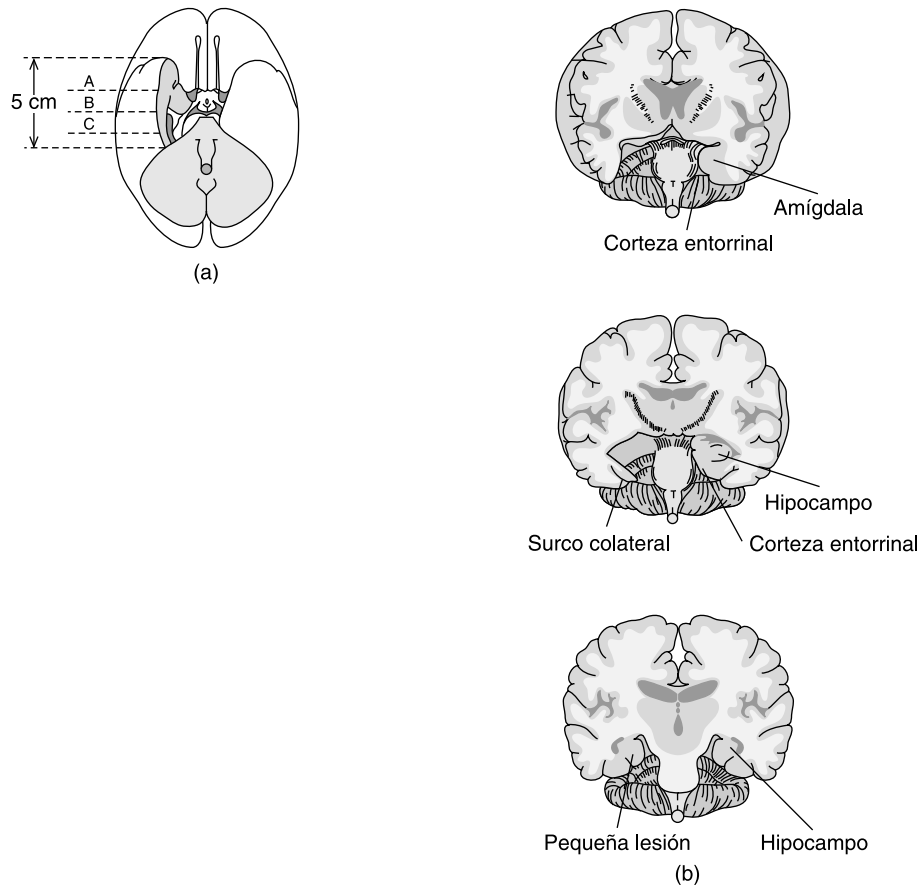 A
B
C
5 cm
(a)
Amígdala
Corteza entorrinal
Hipocampo
Surco colateral
Corteza entorrinal
Pequeña lesión
Hipocampo
(b)